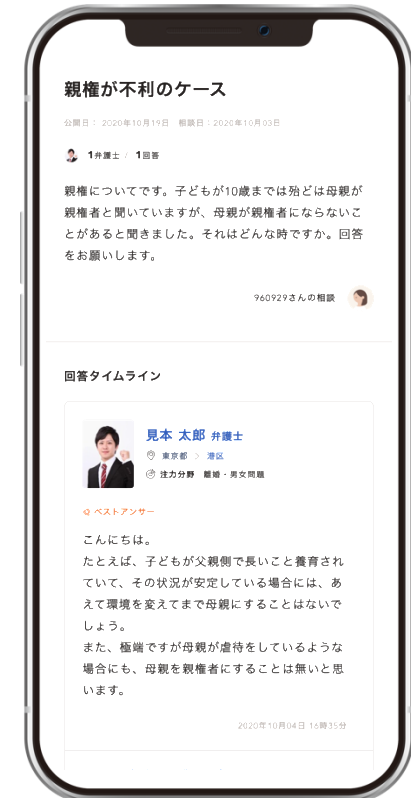 親権が不利のケース
公開日： 2020年10月19日 相談日：2020年10月03日
1弁護士 / 1回答
親権についてです。子どもが10歳までは殆どは母親が
親権者と聞いていますが、母親が親権者にならないこ
とがあると聞きました。それはどんな時ですか。回答
をお願いします。
960929さんの相談
回答タイムライン
見本 太郎 弁護士
東京都 > 港区
注力分野 離婚・男女問題
ベストアンサー
こんにちは。
たとえば、子どもが父親側で長いこと養育され
ていて、その状況が安定している場合には、あ
えて環境を変えてまで母親にすることはないで
しょう。
また、極端ですが母親が虐待をしているような
場合にも、母親を親権者にすることは無いと思
います。
2020年10月04日 16時35分